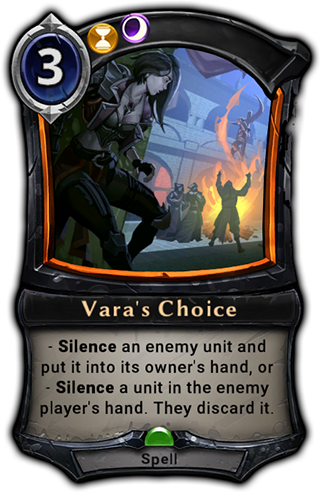 3
Vara's Choice
- Silence an enemy unit and
put it into its owner's hand, or
- Silence a unit in the enemy
player's hand. They discard it.
Spell